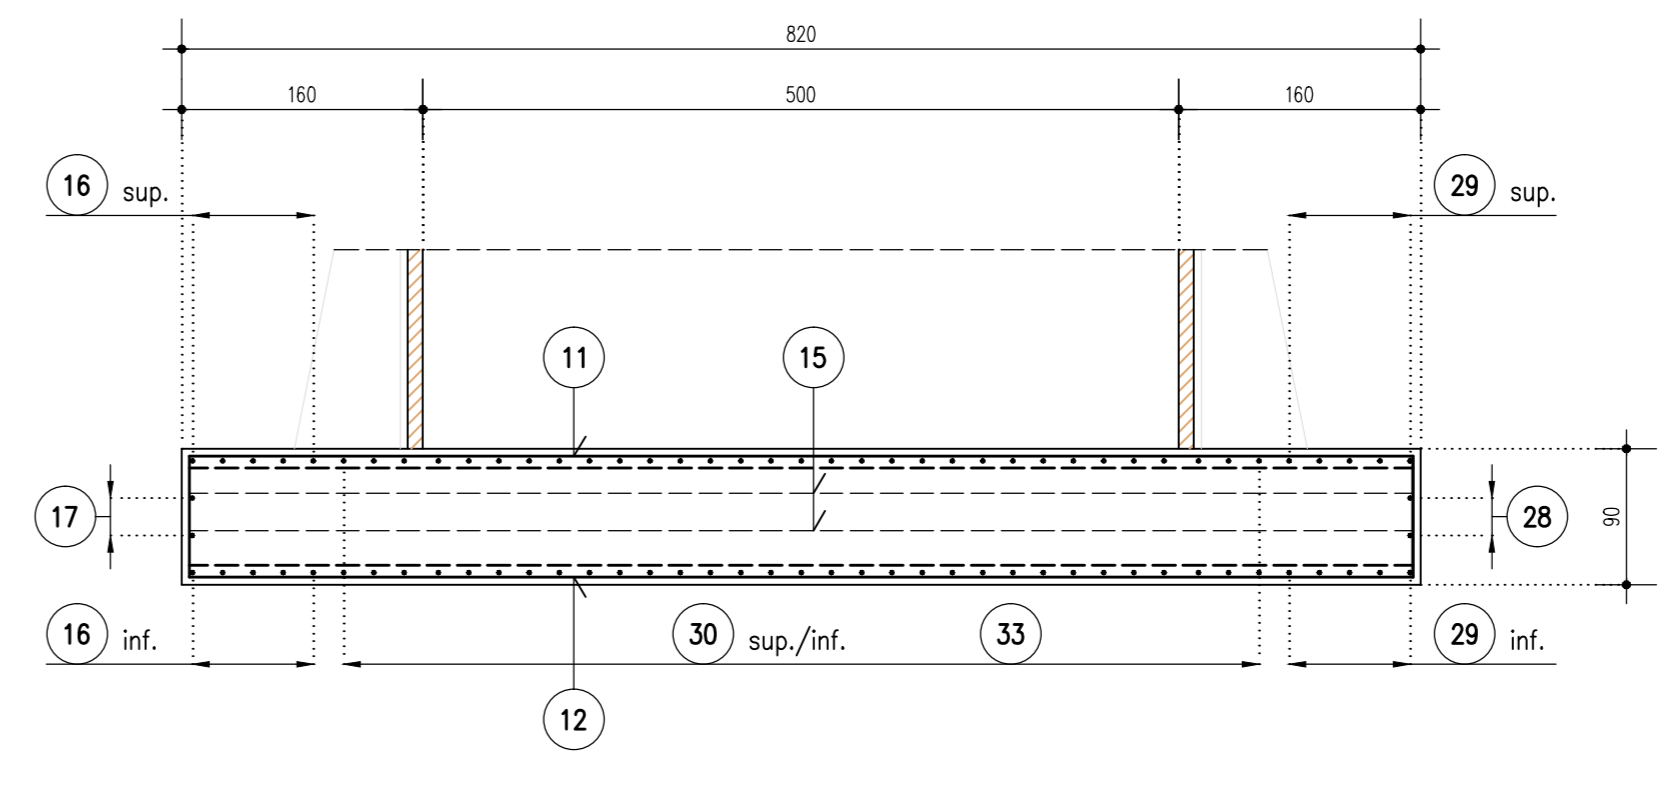 820
160 500 160
16 sup. 29 sup.
11 15
17 28 90
16 inf. 30 sup./inf. 33 29 inf.
12